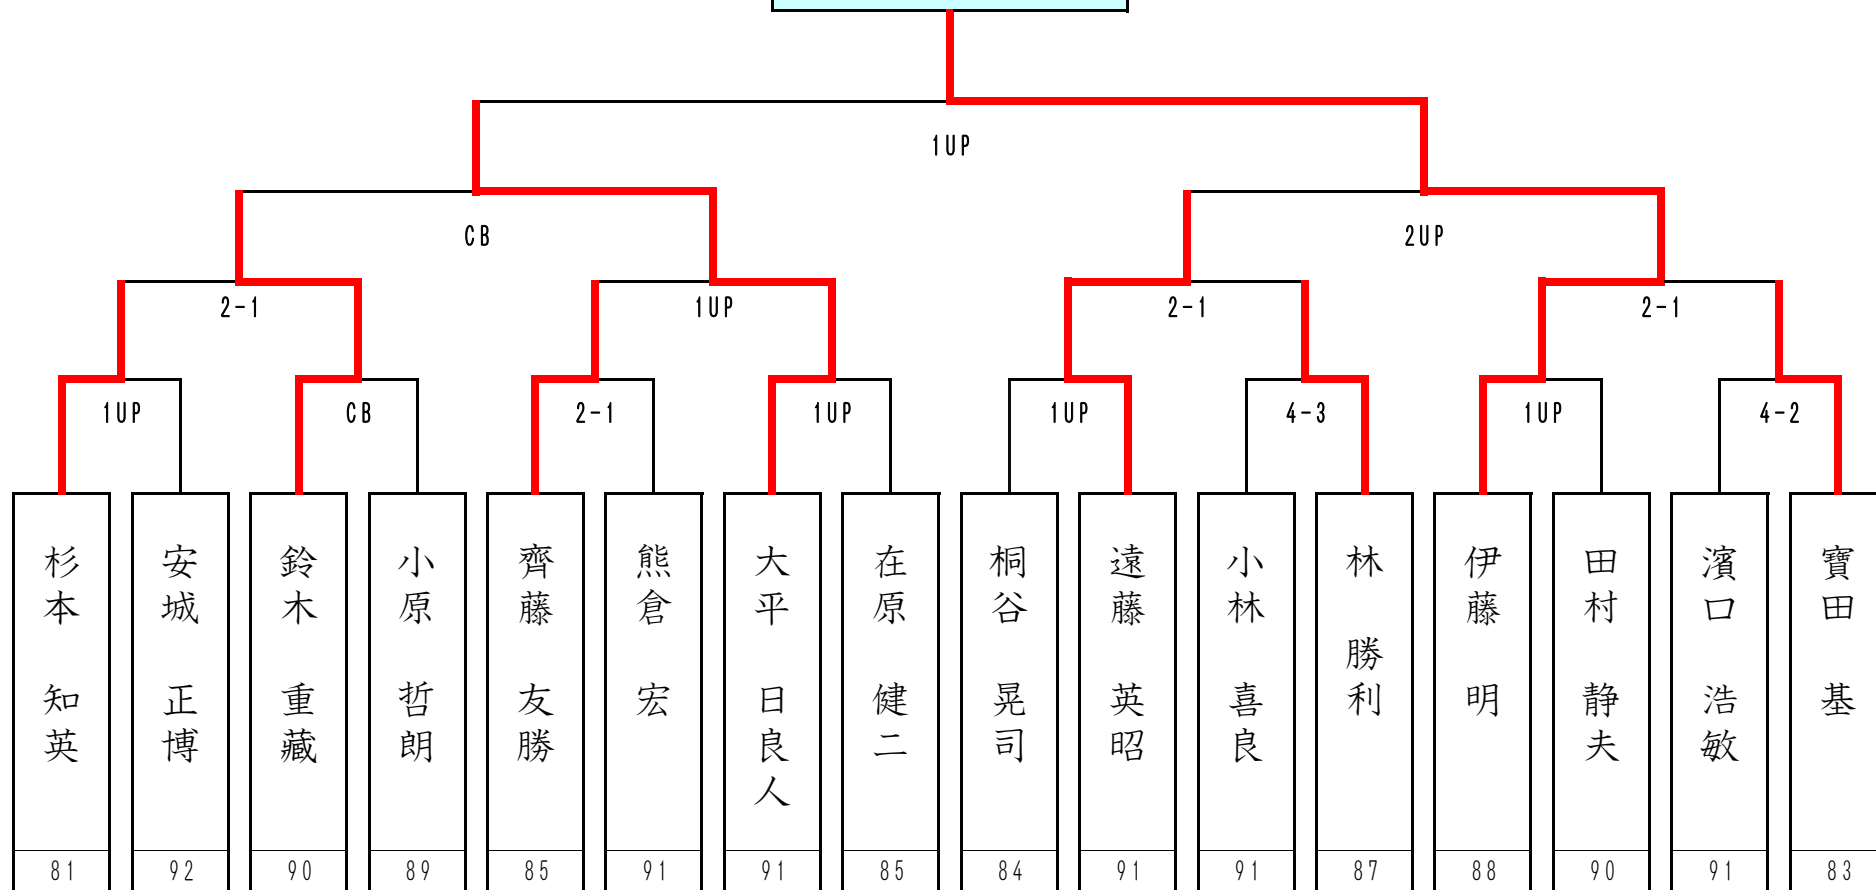 1UP
CB
2UP
2-1
1UP
2-1
2-1
1UP
CB
2-1
1UP
1UP
4-3
1UP
4-2
杉本 知英
安城 正博
鈴木 重藏
小原 哲朗
齊藤 友勝
熊倉 宏
大平 日良人
在原 健二
桐谷 晃司
遠藤 英昭
小林 喜良
林 勝利
伊藤 明
田村 静夫
濱口 浩敏
寶田 基
81
92
90
89
85
91
91
85
84
91
91
87
88
90
91
83